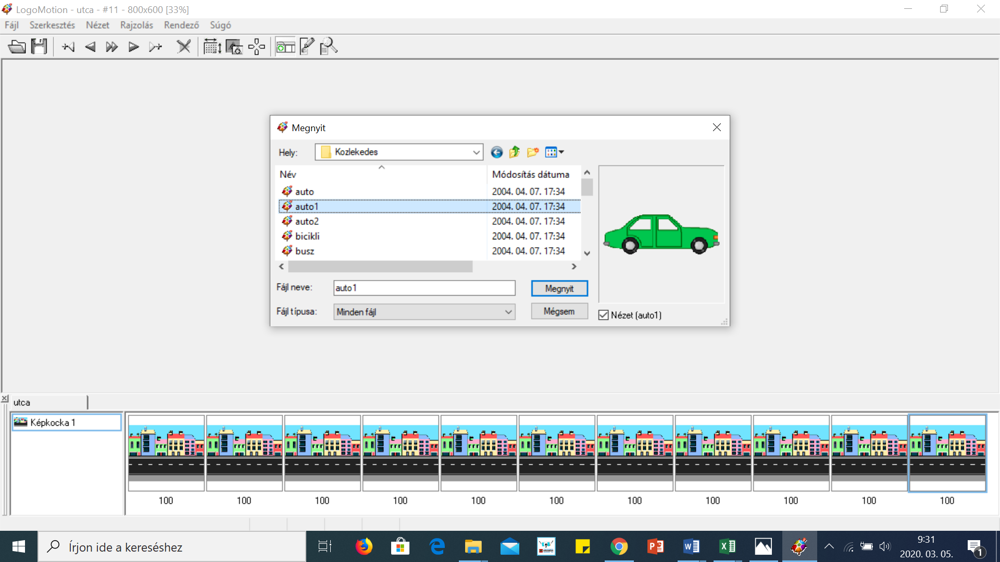 LogoMotion - utca - #11 - 800x600 [33%]
Fájl Szerkesztés Nézet Rajzolás Rendező Súgó
Megnyit
Hely: Kozlekedes
Név Módosítás dátuma
auto 2004. 04. 07. 17:34
auto1 2004. 04. 07. 17:34
auto2 2004. 04. 07. 17:34
bicikli 2004. 04. 07. 17:34
busz 2004. 04. 07. 17:34
Fájl neve: auto1 Megnyit
Fájl típusa: Minden fájl Mégsem
Nézet (auto1)
utca
Képkocka 1
100 100 100 100 100 100 100 100 100 100 100
Írjon ide a kereséshez
9:31
2020. 03. 05.
1